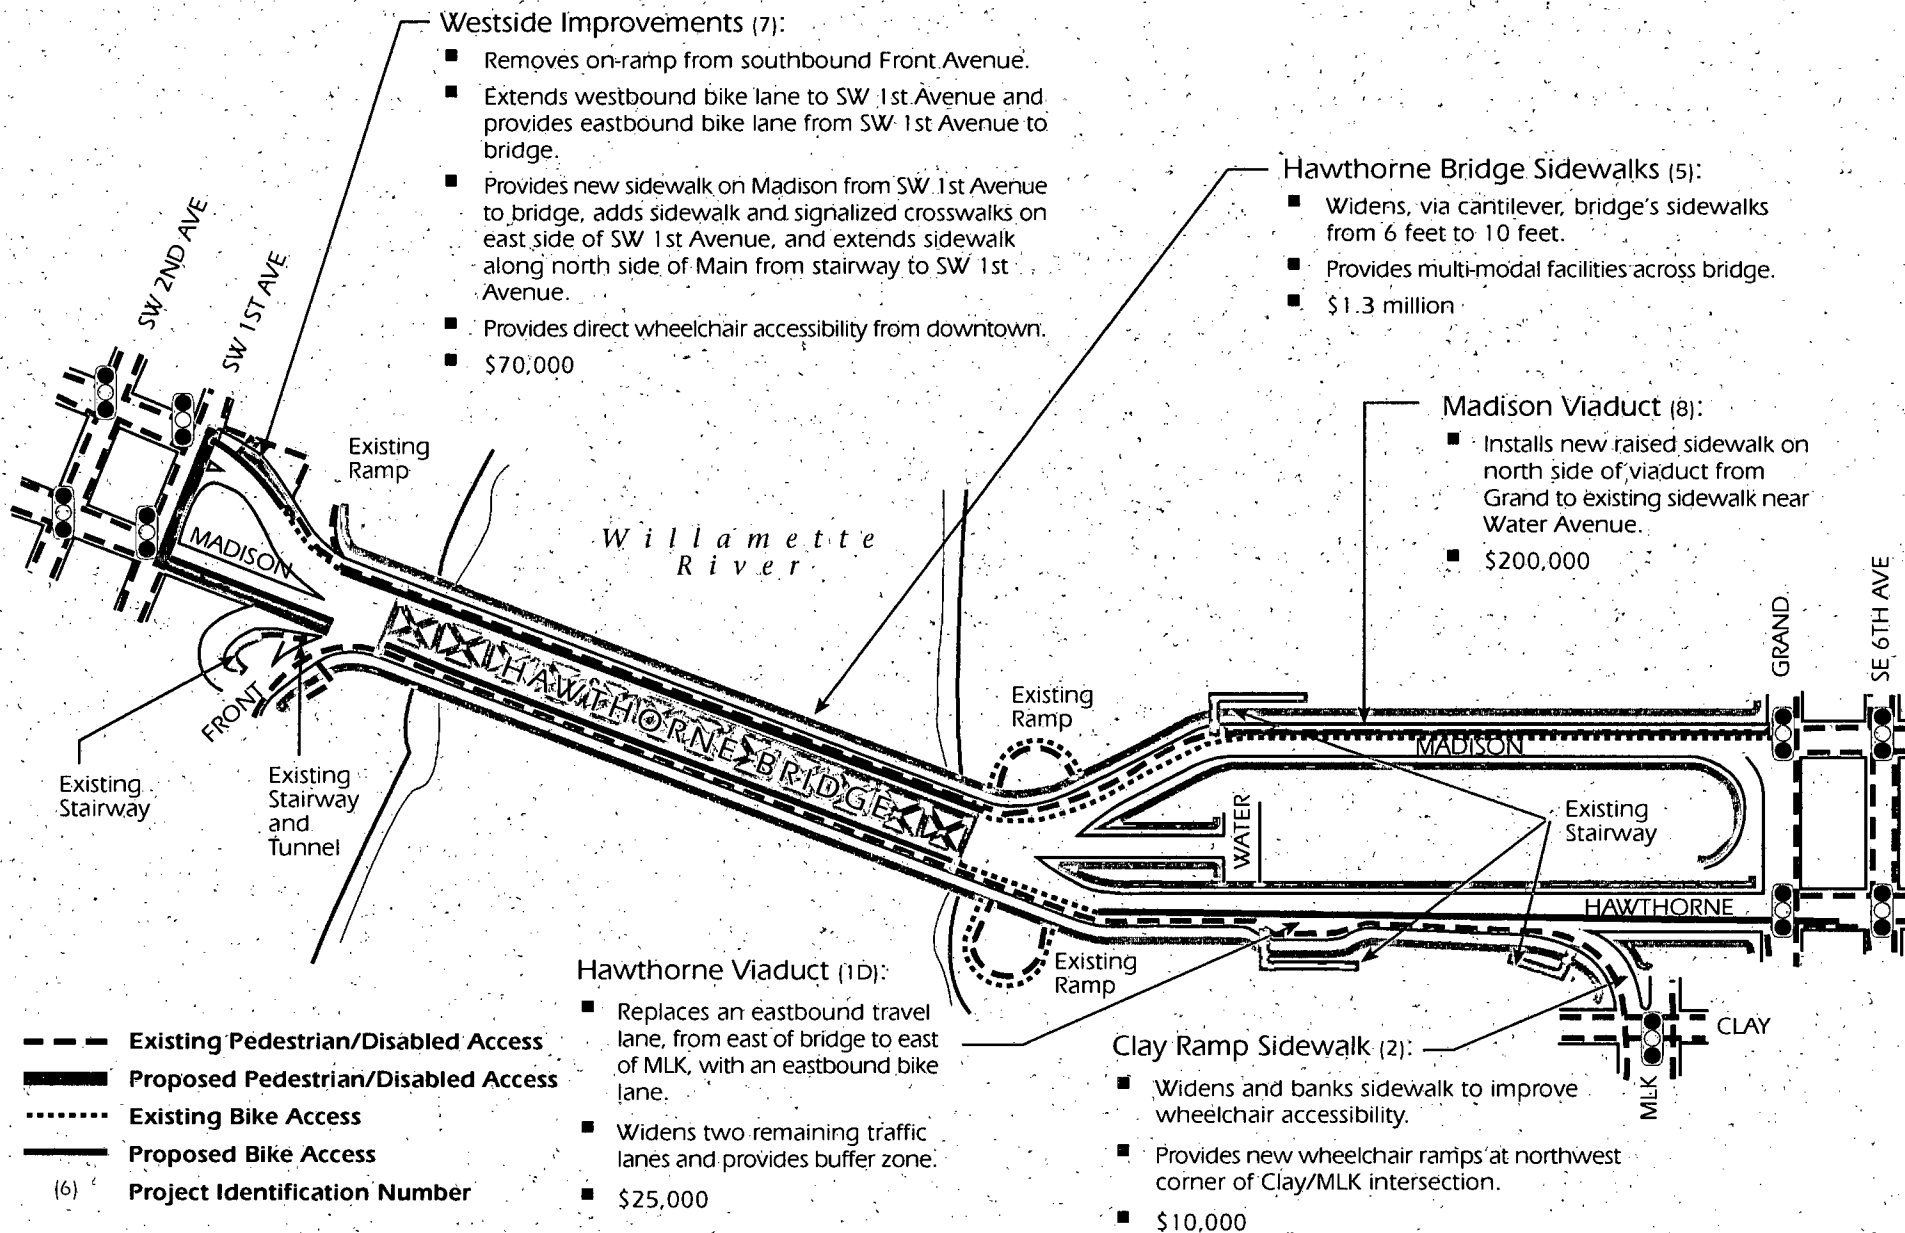 Westside Improvements (7):
■ Removes on-ramp from southbound Front Avenue.
■ Extends westbound bike lane to SW 1st Avenue and
provides eastbound bike lane from SW 1st Avenue to
bridge.
■ Provides new sidewalk on Madison from SW 1st Avenue
to bridge, adds sidewalk and signalized crosswalks on
east side of SW 1st Avenue, and extends sidewalk
along north side of Main from stairway to SW 1st
Avenue.
■ Provides direct wheelchair accessibility from downtown.
■ $70,000
Hawthorne Bridge Sidewalks (5):
■ Widens, via cantilever, bridge's sidewalks
from 6 feet to 10 feet.
■ Provides multi-modal facilities across bridge.
■ $1.3 million
Madison Viaduct (8):
■ Installs new raised sidewalk on
north side of viaduct from
Grand to existing sidewalk near
Water Avenue.
■ $200,000
SW 2ND AVE
SW 1ST AVE
Existing
Ramp
Willamette
River
MADISON
FRONT
HAWTHORNE BRIDGE
Existing
Stairway
Existing
Stairway
and
Tunnel
Existing
Ramp
MADISON
GRAND
SE 6TH AVE
WATER
Existing
Stairway
HAWTHORNE
Existing
Ramp
CLAY
MLK
Hawthorne Viaduct (1D):
■ Replaces an eastbound travel
lane, from east of bridge to east
of MLK, with an eastbound bike
lane.
■ Widens two remaining traffic
lanes and provides buffer zone.
■ $25,000
Clay Ramp Sidewalk (2):
■ Widens and banks sidewalk to improve
wheelchair accessibility.
■ Provides new wheelchair ramps at northwest
corner of Clay/MLK intersection.
■ $10,000
Existing Pedestrian/Disabled Access
Proposed Pedestrian/Disabled Access
Existing Bike Access
Proposed Bike Access
(6) Project Identification Number